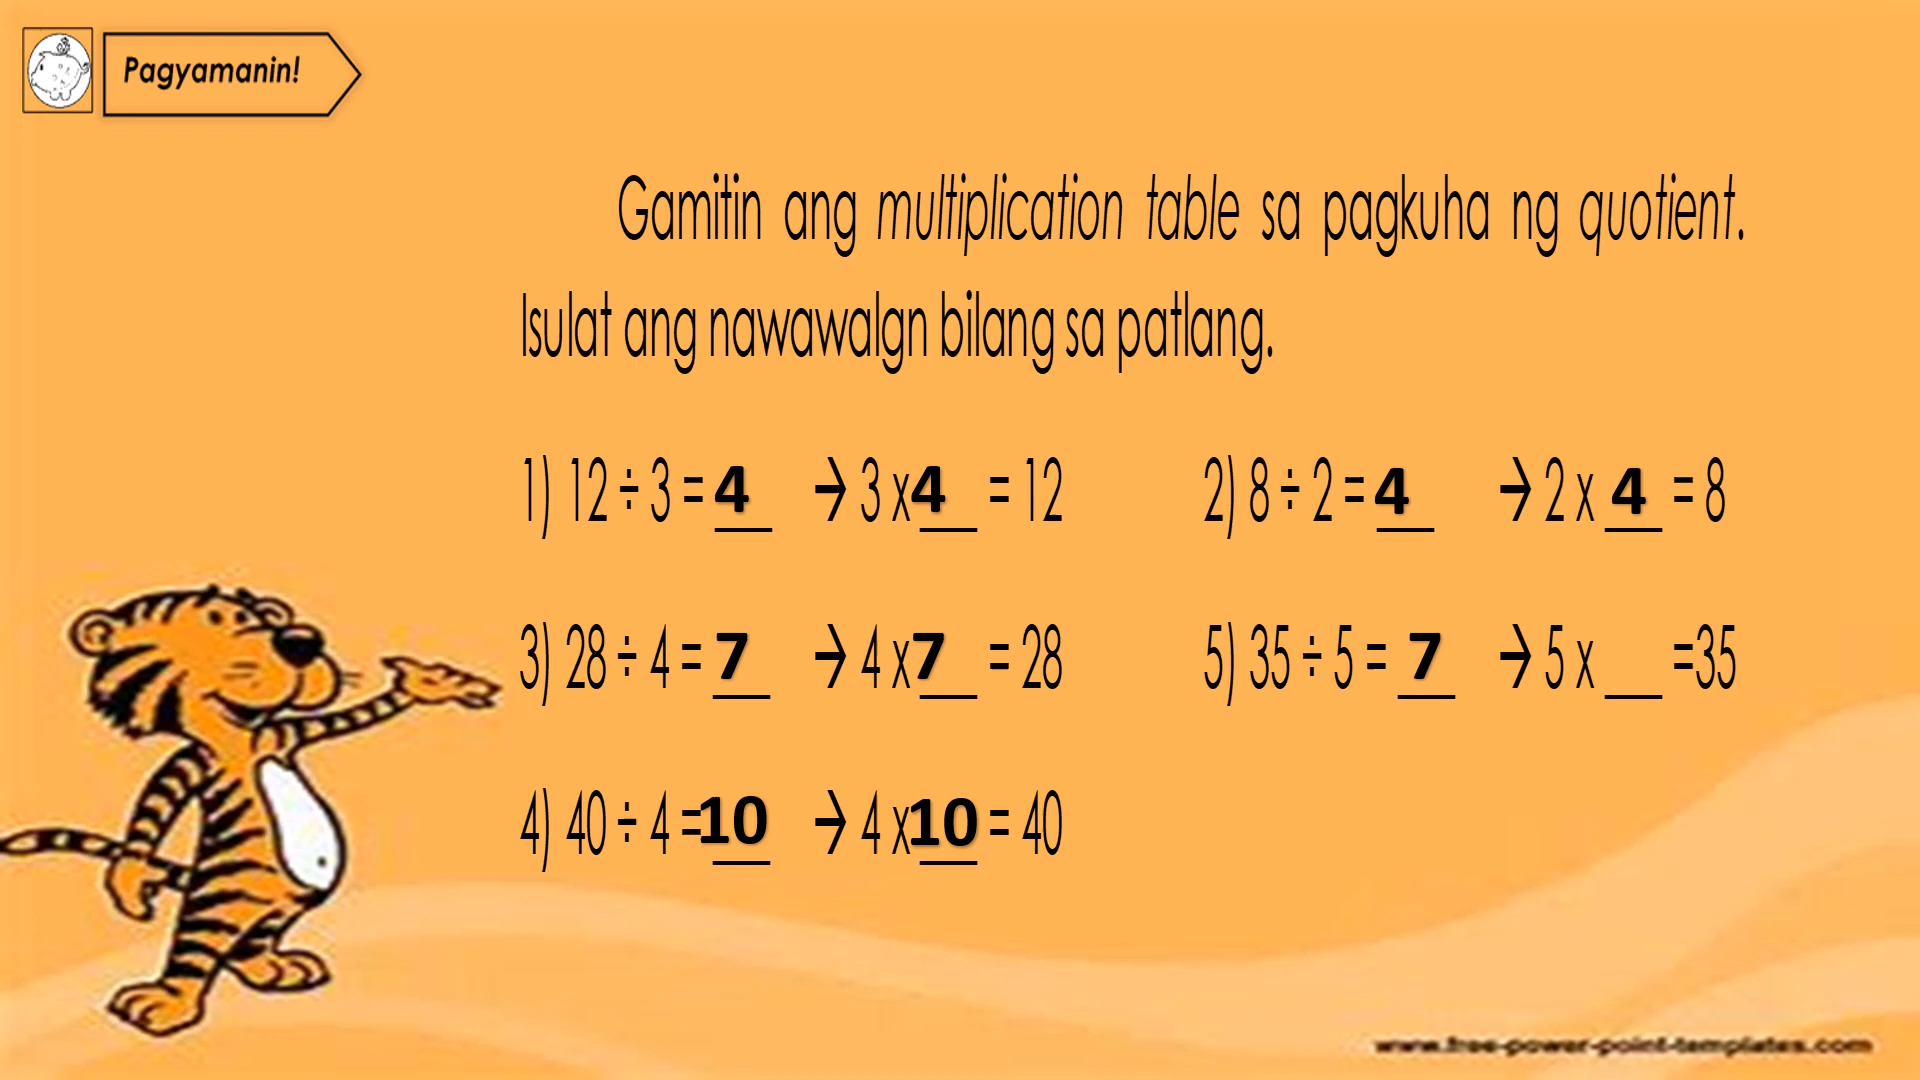 Pagyamanin!
Gamitin ang multiplication table sa pagkuha ng quotient.
Isulat ang nawawalgn bilang sa patlang.
1) 12 ÷ 3 = 4 → 3 x 4 = 12
2) 8 ÷ 2 = 4 → 2 x 4 = 8
3) 28 ÷ 4 = 7 → 4 x 7 = 28
5) 35 ÷ 5 = 7 → 5 x ___ =35
4) 40 ÷ 4 = 10 → 4 x 10 = 40
www.free-power-point-templates.com